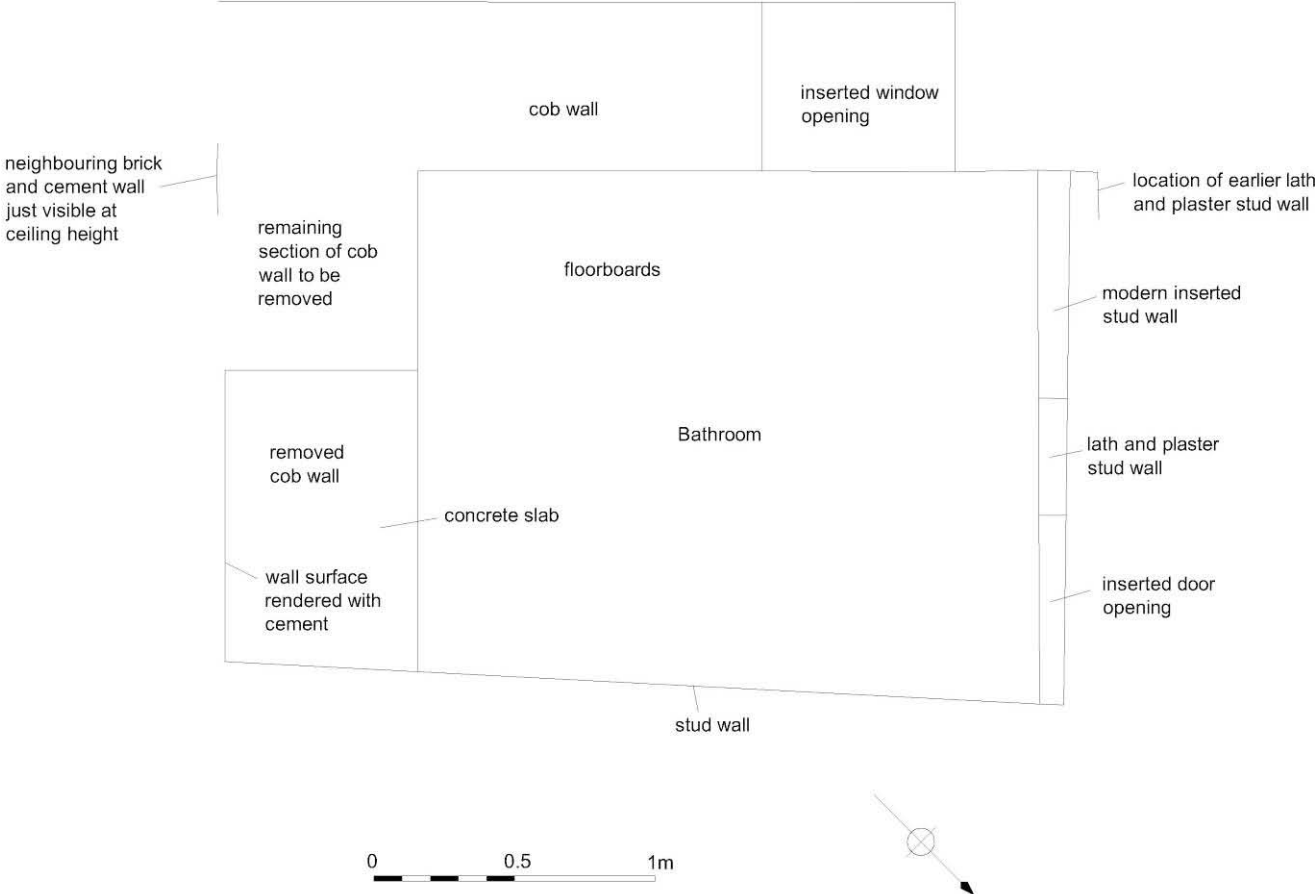 cob wall
inserted window
opening
neighbouring brick
and cement wall
just visible at
ceiling height
location of earlier lath
and plaster stud wall
remaining
section of cob
wall to be
removed
floorboards
modern inserted
stud wall
Bathroom
removed
cob wall
lath and plaster
stud wall
concrete slab
wall surface
rendered with
cement
inserted door
opening
stud wall
0 0.5 1m